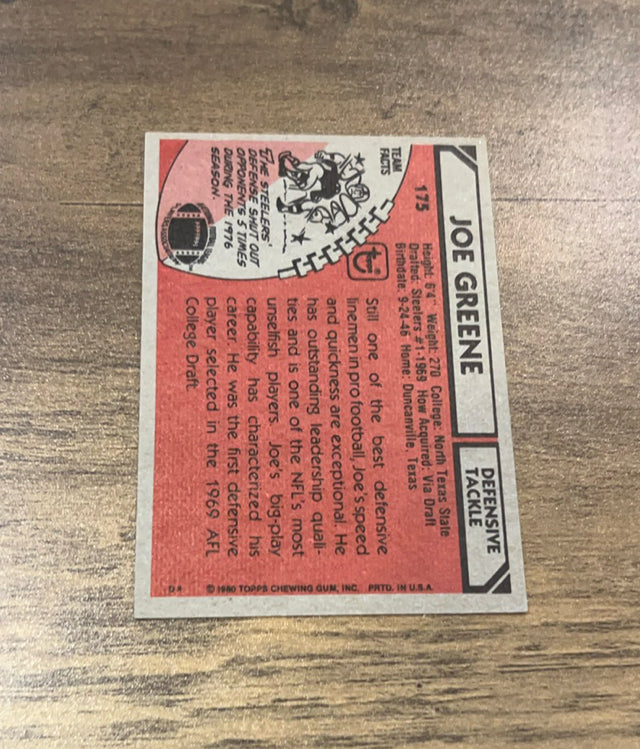 JOE GREENE
DEFENSIVE
TACKLE
175
Height: 6'4" Weight: 270 College: North Texas State
Drafted: Steelers #1-1969 How Acquired: Via Draft
Birthdate: 9-24-46 Home: Duncanville, Texas
TEAM
FACTS
THE STEELERS'
DEFENSE SHUT OUT
OPPONENTS 5 TIMES
DURING THE 1976
SEASON.
Still one of the best defensive
linemen in pro football, Joe's speed
and quickness are exceptional. He
has outstanding leadership quali-
ties and is one of the NFL's most
unselfish players. Joe's big-play
capability has characterized his
career. He was the first defensive
player selected in the 1969 AFL
College Draft.
D*
© 1980 TOPPS CHEWING GUM, INC. PRTD. IN U.S.A.